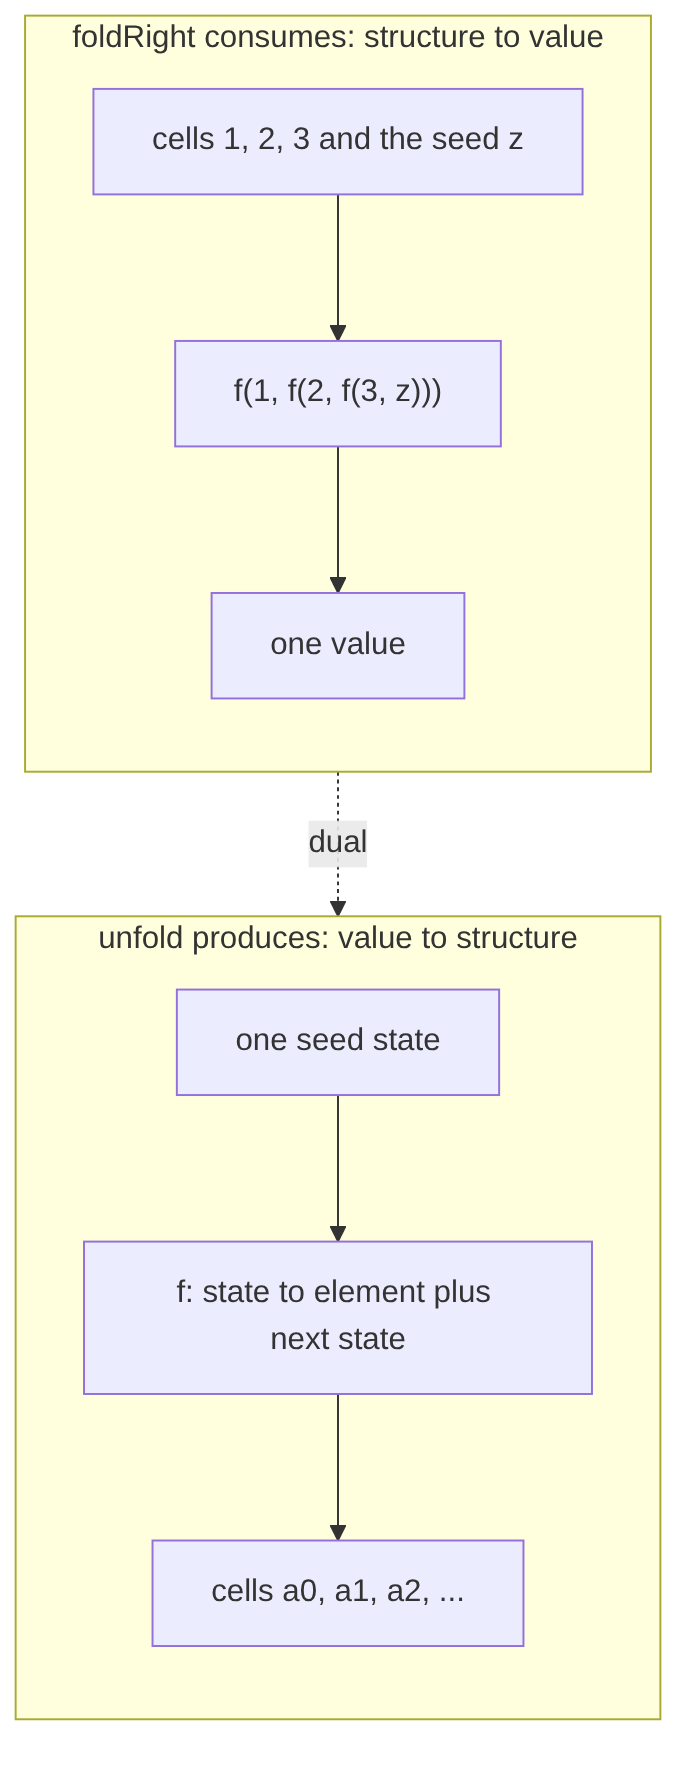 foldRight consumes: structure to value
cells 1, 2, 3 and the seed z
f(1, f(2, f(3, z)))
one value
dual
unfold produces: value to structure
one seed state
f: state to element plus
next state
cells a0, a1, a2, ...